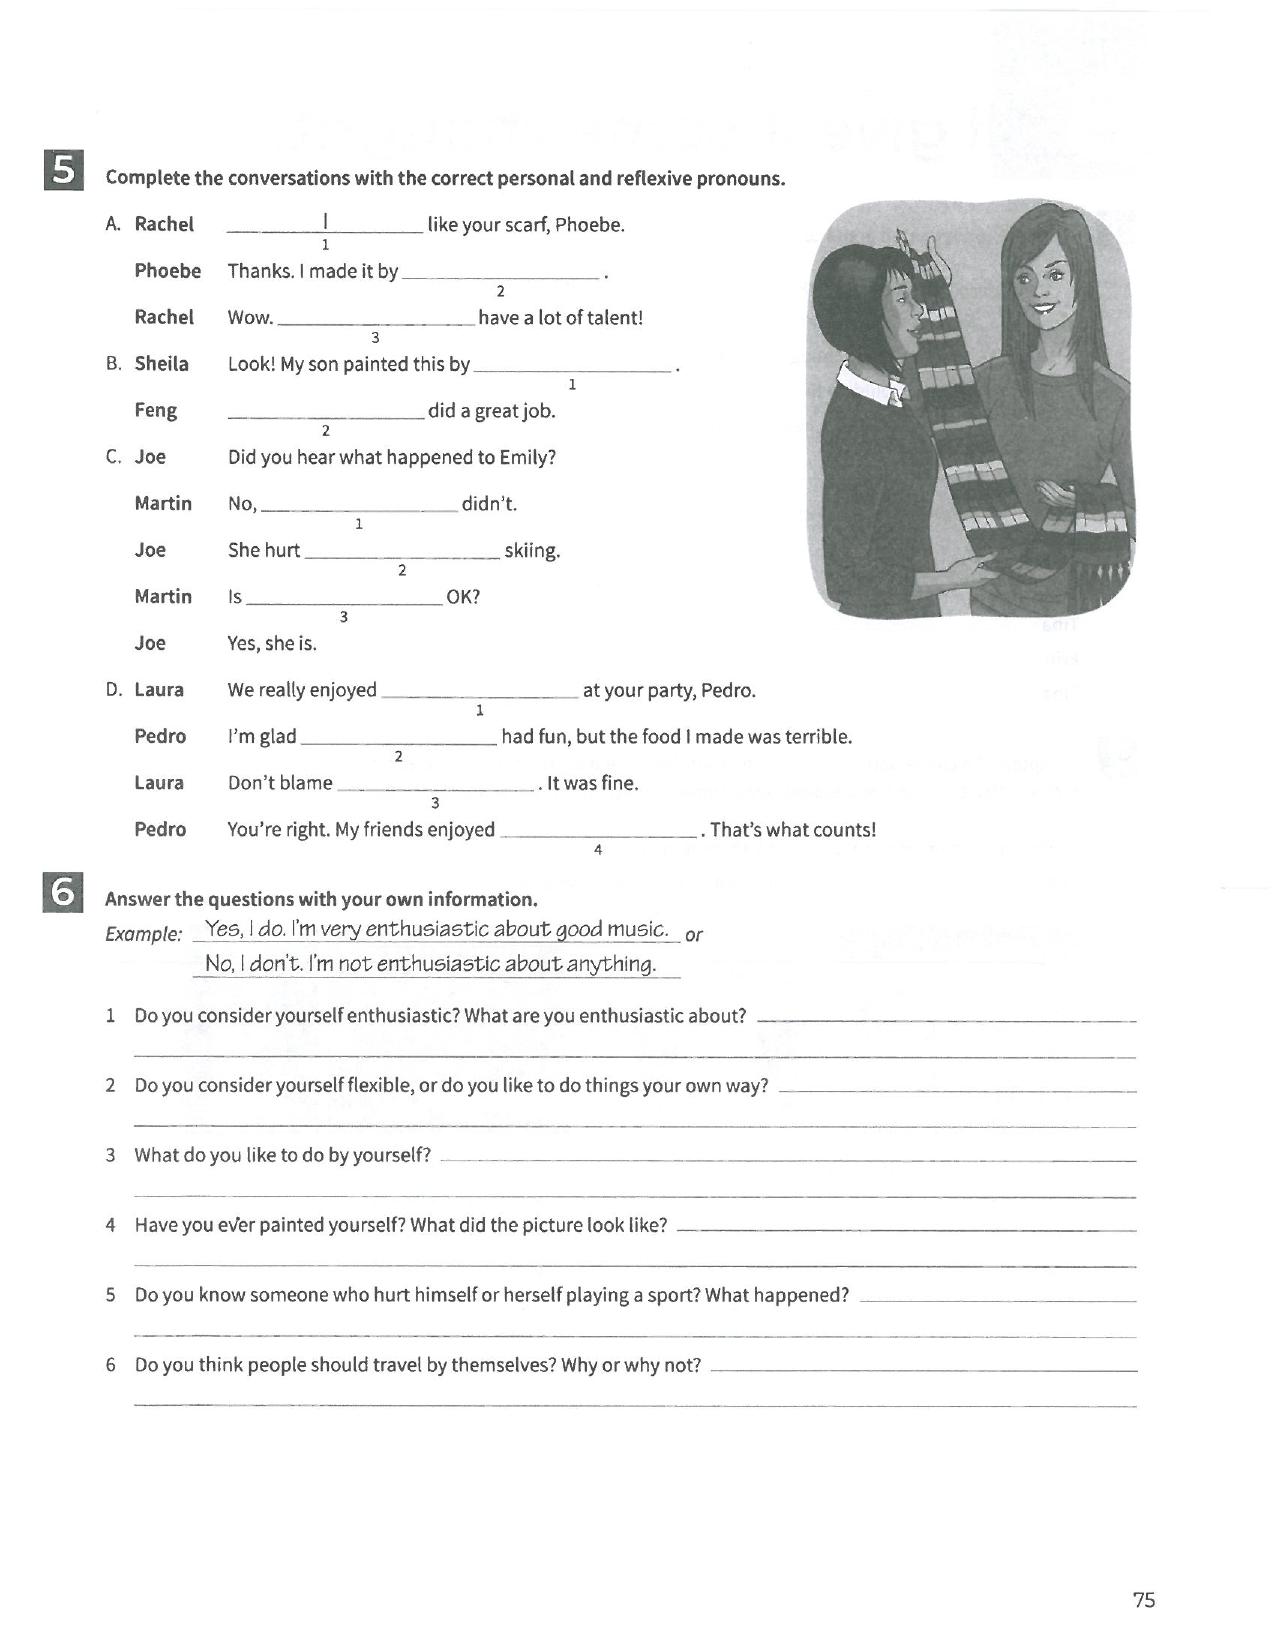 5 Complete the conversations with the correct personal and reflexive pronouns.
A. Rachel ____I____ like your scarf, Phoebe.
1
Phoebe Thanks. I made it by ________ .
2
Rachel Wow. ________ have a lot of talent!
3
B. Sheila Look! My son painted this by ________ .
1
Feng ________ did a great job.
2
C. Joe Did you hear what happened to Emily?
Martin No, ________ didn't.
1
Joe She hurt ________ skiing.
2
Martin Is ________ OK?
3
Joe Yes, she is.
D. Laura We really enjoyed ________ at your party, Pedro.
1
Pedro I'm glad ________ had fun, but the food I made was terrible.
2
Laura Don't blame ________ . It was fine.
3
Pedro You're right. My friends enjoyed ________ . That's what counts!
4
6 Answer the questions with your own information.
Example: Yes, I do. I'm very enthusiastic about good music. or
No, I don't. I'm not enthusiastic about anything.
1 Do you consider yourself enthusiastic? What are you enthusiastic about? ________
2 Do you consider yourself flexible, or do you like to do things your own way? ________
3 What do you like to do by yourself? ________
4 Have you ever painted yourself? What did the picture look like? ________
5 Do you know someone who hurt himself or herself playing a sport? What happened? ________
6 Do you think people should travel by themselves? Why or why not? ________
75